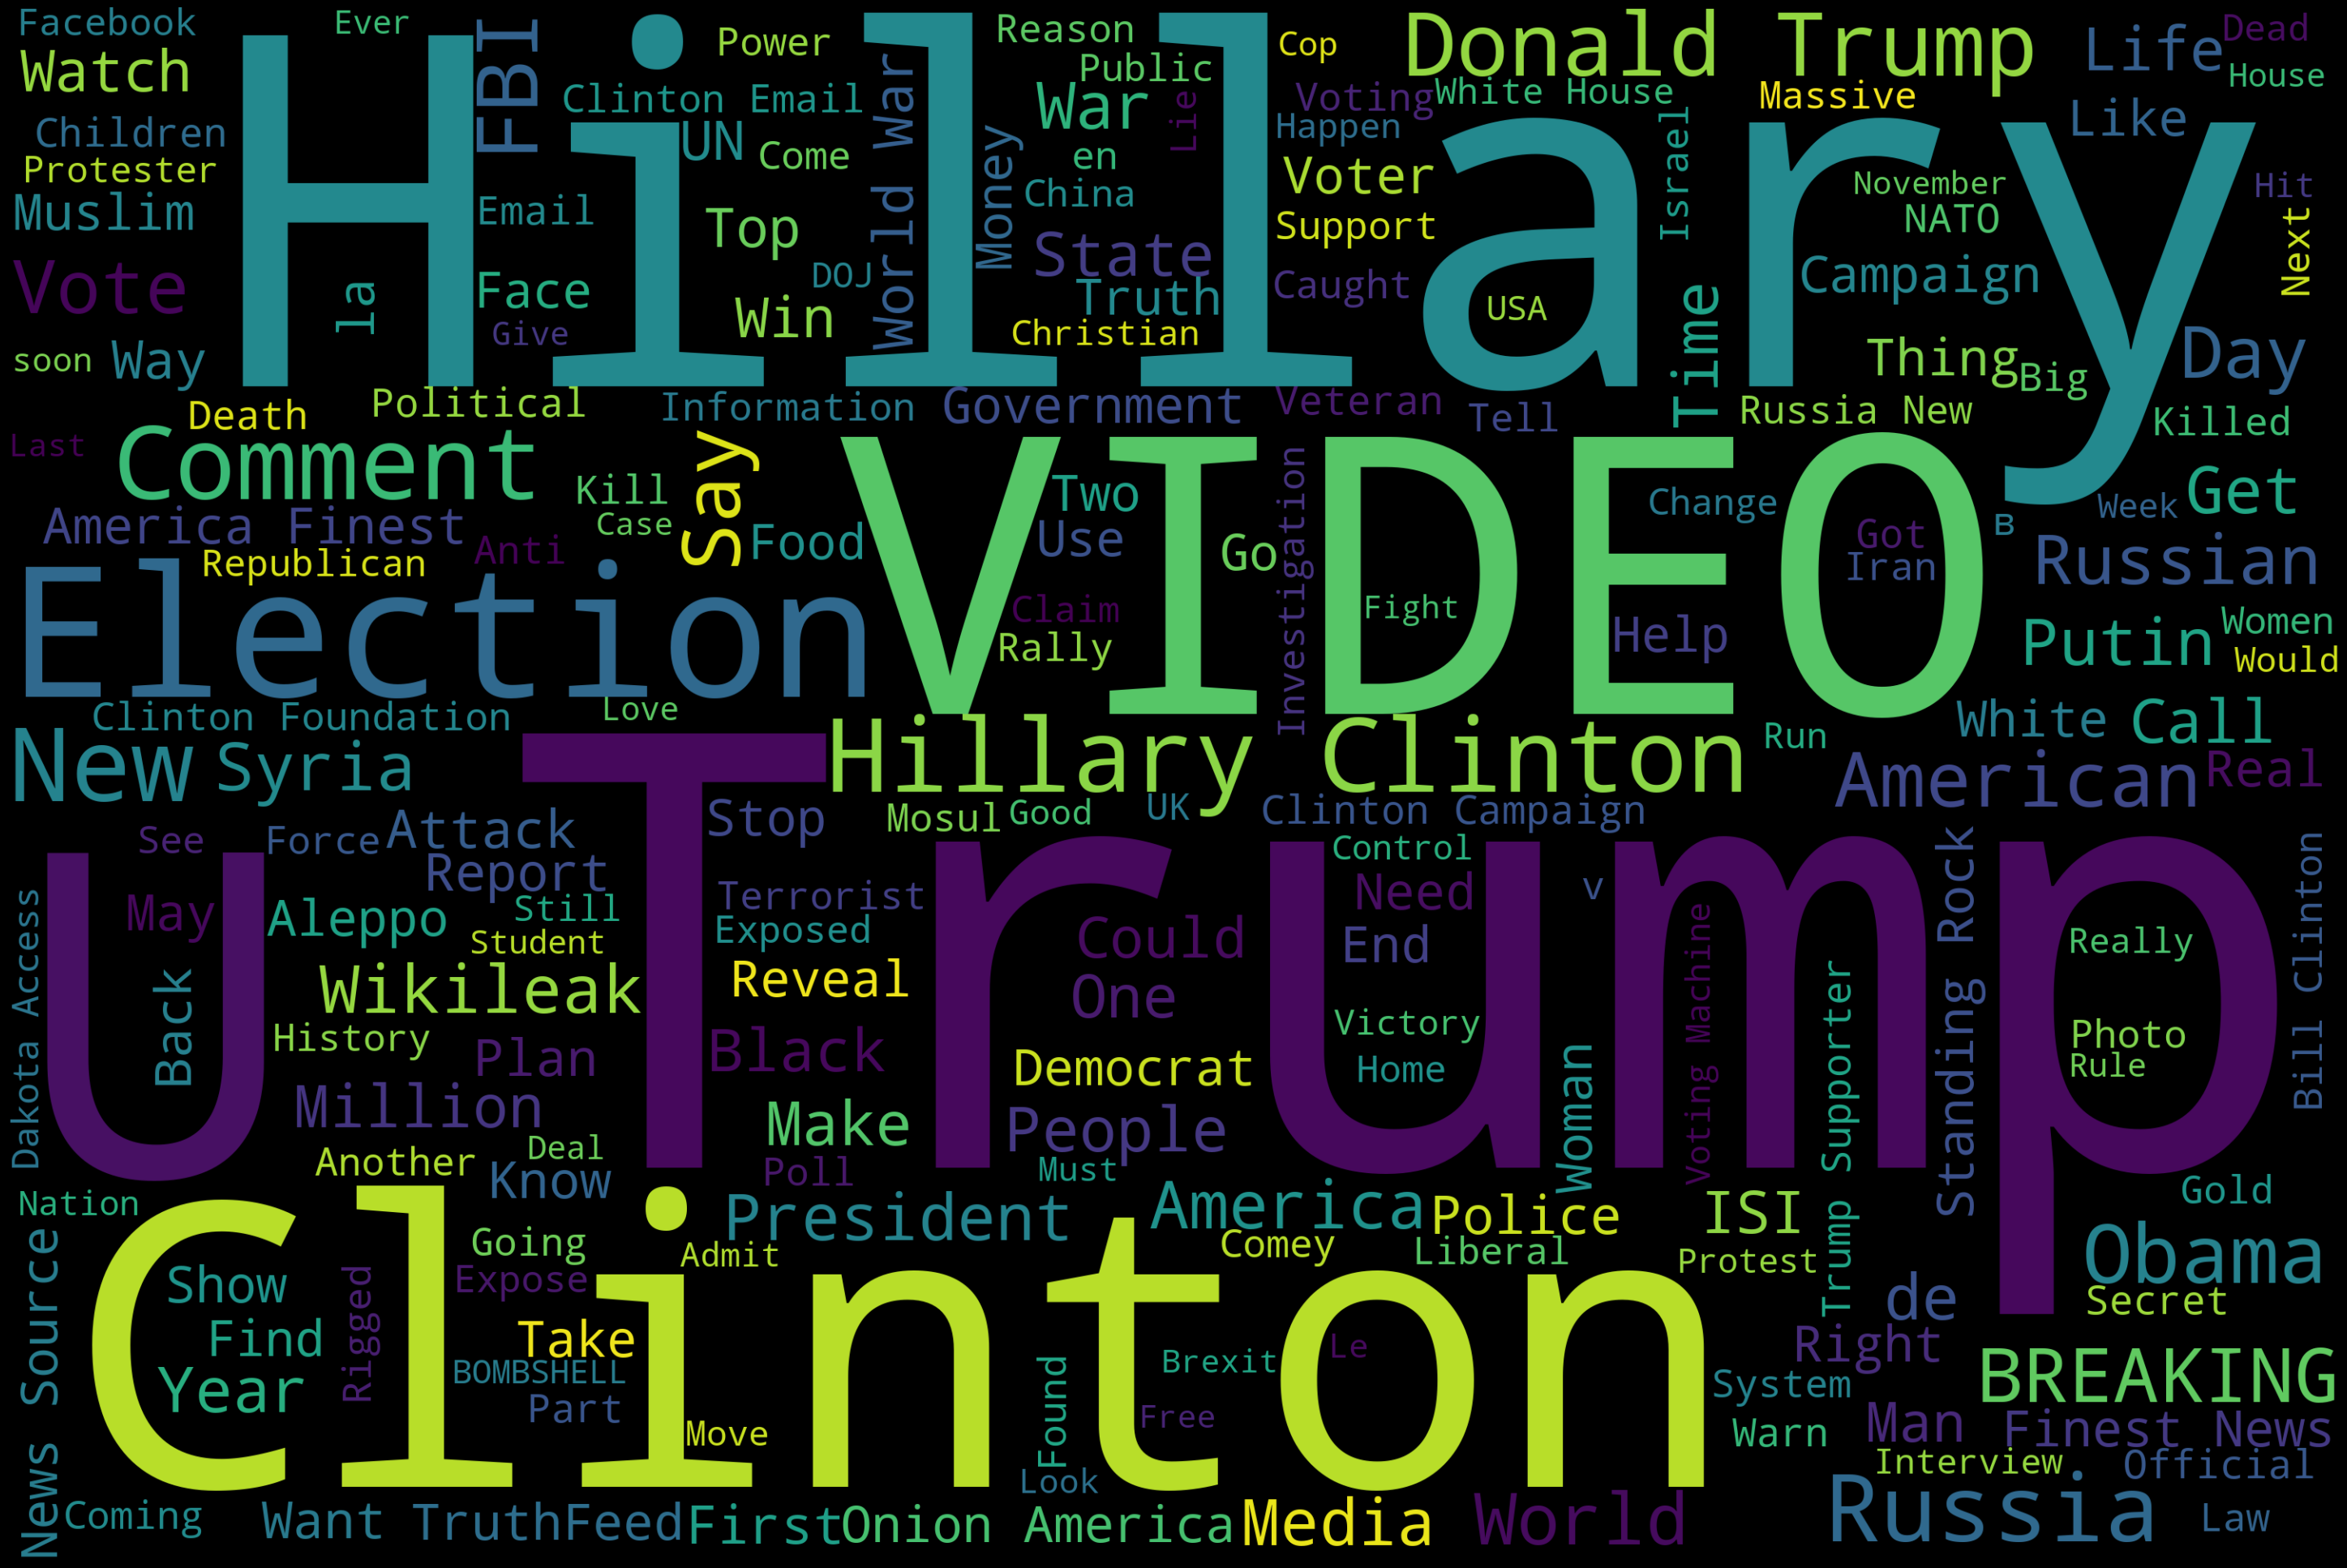 Facebook
Ever
Watch
FBI
Power
Reason
Cop
Donald Trump
Life
Dead
House
Children
Hillary
Clinton Email
World War
Public
War
Lie
Voting
White House
Massive
Like
Protester
UN
Come
Money
en
China
Happen
Voter
Israel
November
Hit
Muslim
Email
Top
State
Support
NATO
Next
Vote
la
Face
DOJ
Truth
Caught
Campaign
soon
Way
Give
Win
Christian
USA
Time
Thing
Big
Day
Death
Political
Information
Government
Veteran
Tell
Russia New
Killed
Last
Comment
Say
VIDEO
Kill
Two
Investigation
Change
Week
Get
America Finest
Case
Food
Use
Go
Got
в
Russian
Republican
Anti
Iran
Election
Claim
Fight
Rally
Help
Putin
Women
Would
Clinton Foundation
Love
Hillary Clinton
Run
White
Call
New
Syria
Trump
American
Real
Stop
Mosul
Good
UK
Clinton Campaign
Bill Clinton
See
Force
Attack
Control
Standing Rock
U
Report
Dakota Access
May
Aleppo
Still
Terrorist
Need
v
Voting Machine
Student
Exposed
Could
End
Really
Back
Wikileak
Reveal
One
Trump Supporter
History
Victory
Photo
Plan
Black
Democrat
Home
Woman
Rule
Million
Make
People
Another
Deal
Poll
Must
Nation
Know
President
America
Police
ISI
Gold
Clinton
News Source
Going
Admit
Comey
Liberal
Protest
Obama
Show
Expose
de
Secret
Rigged
Find
Take
Brexit
Le
Right
Year
BOMBSHELL
System
BREAKING
Part
Found
Free
Move
Warn
Man
Finest News
Look
Interview
Official
Coming
Want
TruthFeed
First
Onion
America
Media
World
Russia
Law